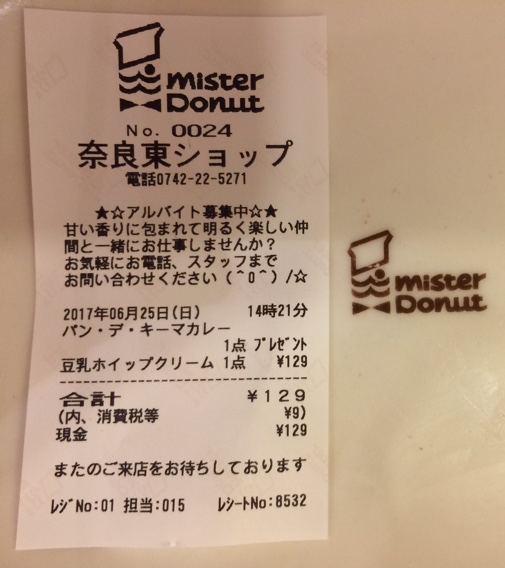 mister
Donut
No. 0024
奈良東ショップ
電話0742-22-5271
★☆アルバイト募集中☆★
甘い香りに包まれて明るく楽しい仲
間と一緒にお仕事しませんか？
お気軽にお電話、スタッフまで
お問い合わせください（＾０＾）/☆
2017年06月25日(日) 14時21分
パン・デ・キーマカレー
1点 ﾌﾟﾚｾﾞﾝﾄ
豆乳ホイップクリーム 1点 ¥129
合計 ¥129
(内、消費税等 ¥9)
現金 ¥129
またのご来店をお待ちしております
ﾚｼﾞNo:01 担当:015 ﾚｼｰﾄNo:8532
mister
Donut